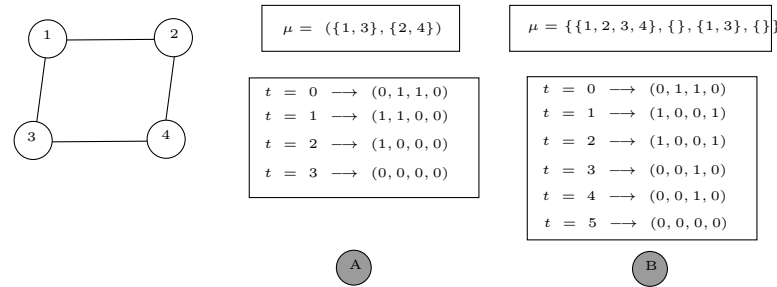 1
2
3
4
μ = ({1, 3}, {2, 4})
t = 0 → (0, 1, 1, 0)
t = 1 → (1, 1, 0, 0)
t = 2 → (1, 0, 0, 0)
t = 3 → (0, 0, 0, 0)
A
μ = {{1, 2, 3, 4}, {}, {1, 3}, {}}
t = 0 → (0, 1, 1, 0)
t = 1 → (1, 0, 0, 1)
t = 2 → (1, 0, 0, 1)
t = 3 → (0, 0, 1, 0)
t = 4 → (0, 0, 1, 0)
t = 5 → (0, 0, 0, 0)
B